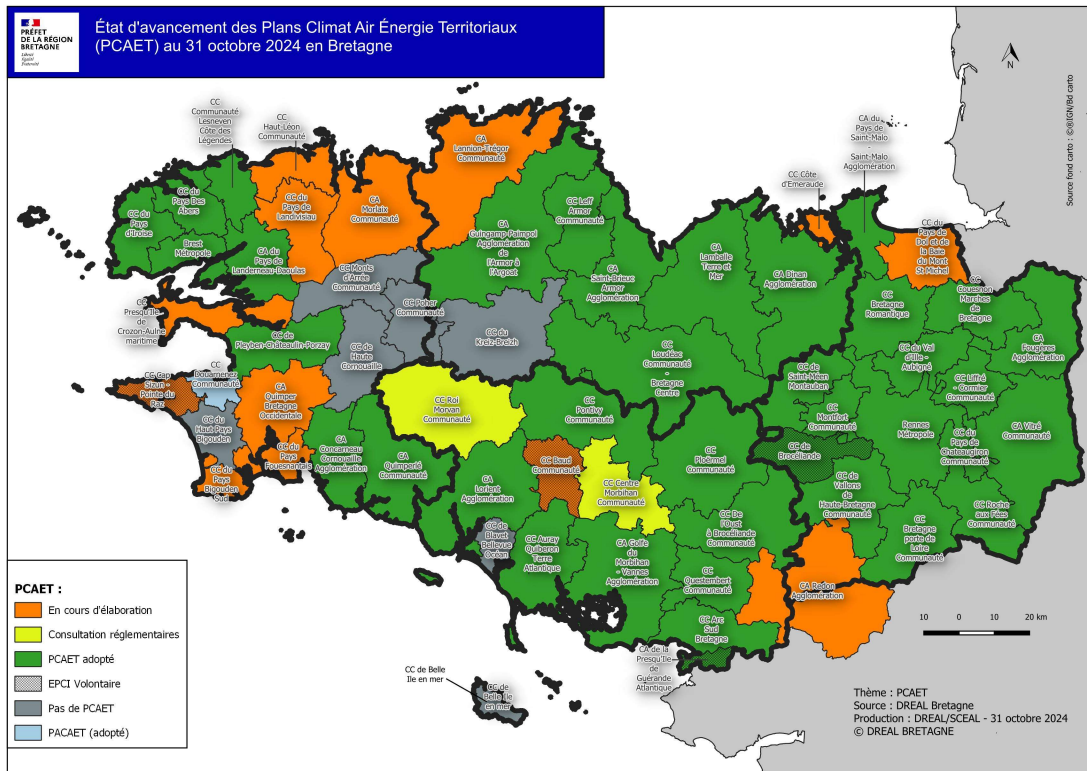 PRÉFET
DE LA RÉGION
BRETAGNE
Liberté
Égalité
Fraternité
État d'avancement des Plans Climat Air Énergie Territoriaux
(PCAET) au 31 octobre 2024 en Bretagne
N
Source fond carto : ©®IGN/Bd carto
CC
Communauté
Lesneven
Côte des
Légendes
CC
Haut-Léon
Communauté
CA
Lannion-Trégor
Communauté
CA du
Pays de
Saint-Malo
-
Saint-Malo
Agglomération
CC Côte
d'Emeraude
CC du
Pays Des
Abers
CC du
Pays
d'Iroise
Brest
Métropole
CC du
Pays de
Landivisiau
CA
Morlaix
Communauté
CA du
Pays de
Landerneau-Daoulas
CA
Guingamp-Paimpol
Agglomération
de
l'Armor à
l'Argoat
CC Leff
Armor
Communauté
CA
Saint-Brieuc
Armor
Agglomération
CA
Lamballe
Terre et
Mer
CA Dinan
Agglomération
CC du
Pays de
Dol et de
la Baie
du Mont
St Michel
CC
Bretagne
Romantique
CC
Couesnon
Marches
de
Bretagne
CA
Fougères
Agglomération
CC
Presqu'île
de
Crozon-Aulne
maritime
CC Monts
d'Arrée
Communauté
CC Poher
Communauté
CC du
Kreiz-Breizh
CC de
Pleyben-Châteaulin-Porzay
CC de
Haute
Cornouaille
CC
Loudéac
Communauté
-
Bretagne
Centre
CC de
Saint-Méen
Montauban
CC du Val
d'Ille -
Aubigné
CC Liffré
- Cormier
Communauté
CC Cap
Sizun -
Pointe du
Raz
CC
Douarnenez
Communauté
CA
Quimper
Bretagne
Occidentale
CC du
Haut Pays
Bigouden
CC du
Pays
Fouesnantais
CC du
Pays
Bigouden
Sud
CA
Concarneau
Cornouaille
Agglomération
CA
Quimperlé
Communauté
CC Roi
Morvan
Communauté
CC
Pontivy
Communauté
CC Baud
Communauté
CC Centre
Morbihan
Communauté
CC
Ploërmel
Communauté
CC
Montfort
Communauté
Rennes
Métropole
CC du
Pays de
Chateaugiron
Communauté
CA Vitré
Communauté
CC de
Brocéliande
CC de
Vallons
de
Haute-Bretagne
Communauté
CC
Bretagne
porte de
Loire
Communauté
CC Roche
aux Fées
Communauté
CA
Lorient
Agglomération
CC de
Blavet
Bellevue
Océan
CC Auray
Quiberon
Terre
Atlantique
CA Golfe
du
Morbihan
- Vannes
Agglomération
CC De
l'Oust
à Brocéliande
Communauté
CC
Questembert
Communauté
CC Arc
Sud
Bretagne
CA Redon
Agglomération
CA de la
Presqu'île
de
Guérande
Atlantique
CC de Belle
Ile en mer
CC de
Belle Ile
en mer
PCAET :
En cours d'élaboration
Consultation réglementaires
PCAET adopté
EPCI Volontaire
Pas de PCAET
PACAET (adopté)
10 0 10 20 km
Thème : PCAET
Source : DREAL Bretagne
Production : DREAL/SCEAL - 31 octobre 2024
© DREAL BRETAGNE